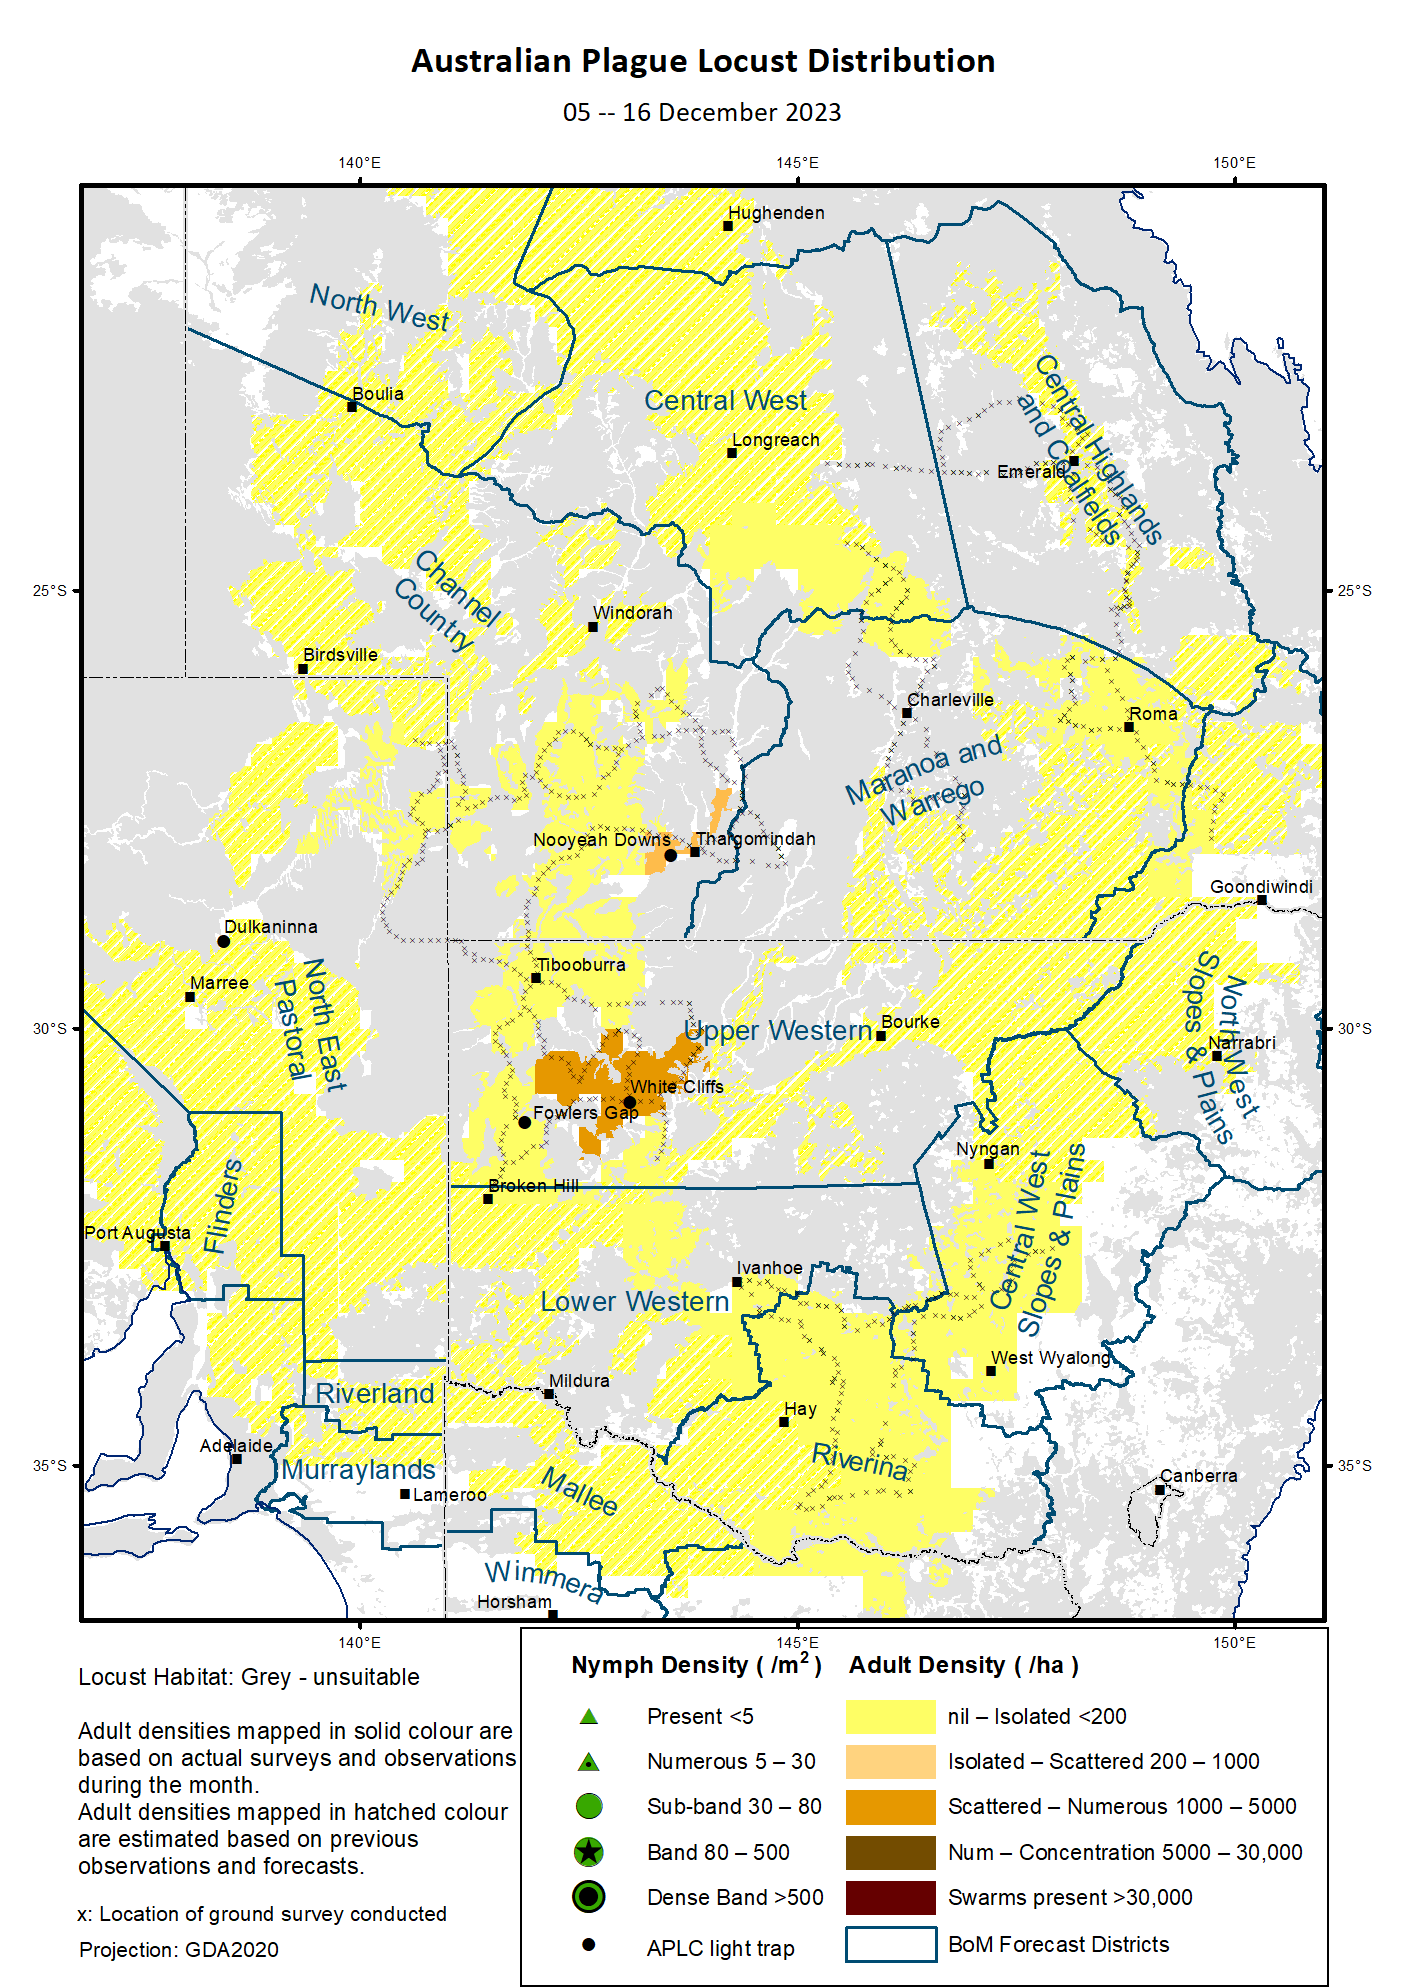 Australian Plague Locust Distribution
05 -- 16 December 2023
140°E
145°E
150°E
Hughenden
North West
Boulia
Central West
Longreach
Central Highlands
and Coalfields
Emerald
25°S
25°S
Channel
Country
Windorah
Birdsville
Charleville
Roma
Maranoa and
Warrego
Nooyeah Downs
Thargomindah
Goondiwindi
Dulkaninna
Tibooburra
Marree
North East
Pastoral
North West
Slopes & Plains
30°S
30°S
Upper Western
Bourke
Narrabri
White Cliffs
Fowlers Gap
Nyngan
Central West
Slopes & Plains
Broken Hill
Flinders
Port Augusta
Ivanhoe
Lower Western
West Wyalong
Mildura
Riverland
Hay
Adelaide
Riverina
35°S
35°S
Murraylands
Mallee
Canberra
Lameroo
Wimmera
Horsham
140°E
145°E
150°E
Locust Habitat: Grey - unsuitable
Adult densities mapped in solid colour are
based on actual surveys and observations
during the month.
Adult densities mapped in hatched colour
are estimated based on previous
observations and forecasts.
x: Location of ground survey conducted
Projection: GDA2020
Nymph Density ( /m2 )
Present <5
Numerous 5 – 30
Sub-band 30 – 80
Band 80 – 500
Dense Band >500
APLC light trap
Adult Density ( /ha )
nil – Isolated <200
Isolated – Scattered 200 – 1000
Scattered – Numerous 1000 – 5000
Num – Concentration 5000 – 30,000
Swarms present >30,000
BoM Forecast Districts